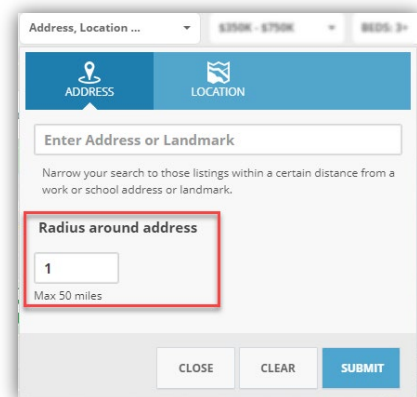 Address, Location ...
$350K - $750K
BEDS: 3+
ADDRESS
LOCATION
Enter Address or Landmark
Narrow your search to those listings within a certain distance from a
work or school address or landmark.
Radius around address
1
Max 50 miles
CLOSE
CLEAR
SUBMIT